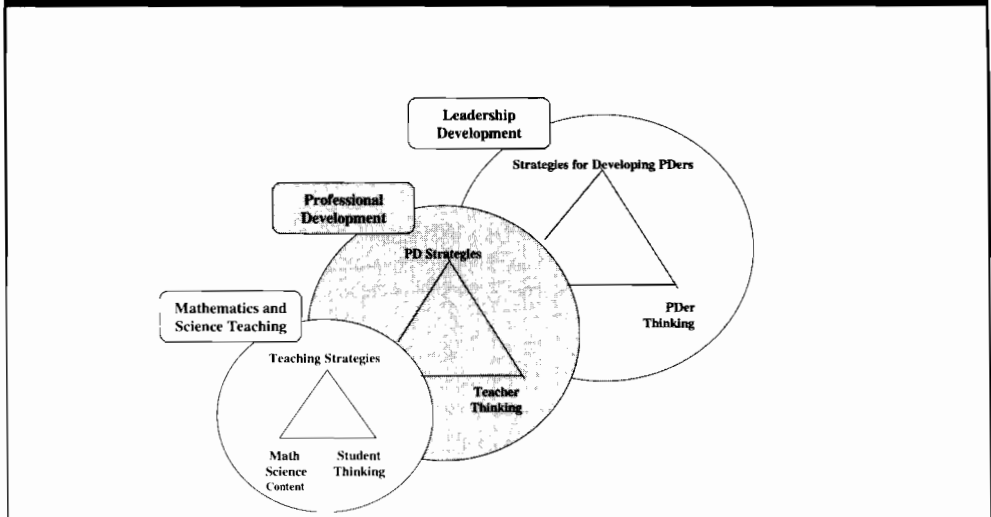 Leadership
Development
Strategies for Developing PDers
PDer
Thinking
Professional
Development
PD Strategies
Teacher
Thinking
Mathematics and
Science Teaching
Teaching Strategies
Math
Science
Content
Student
Thinking